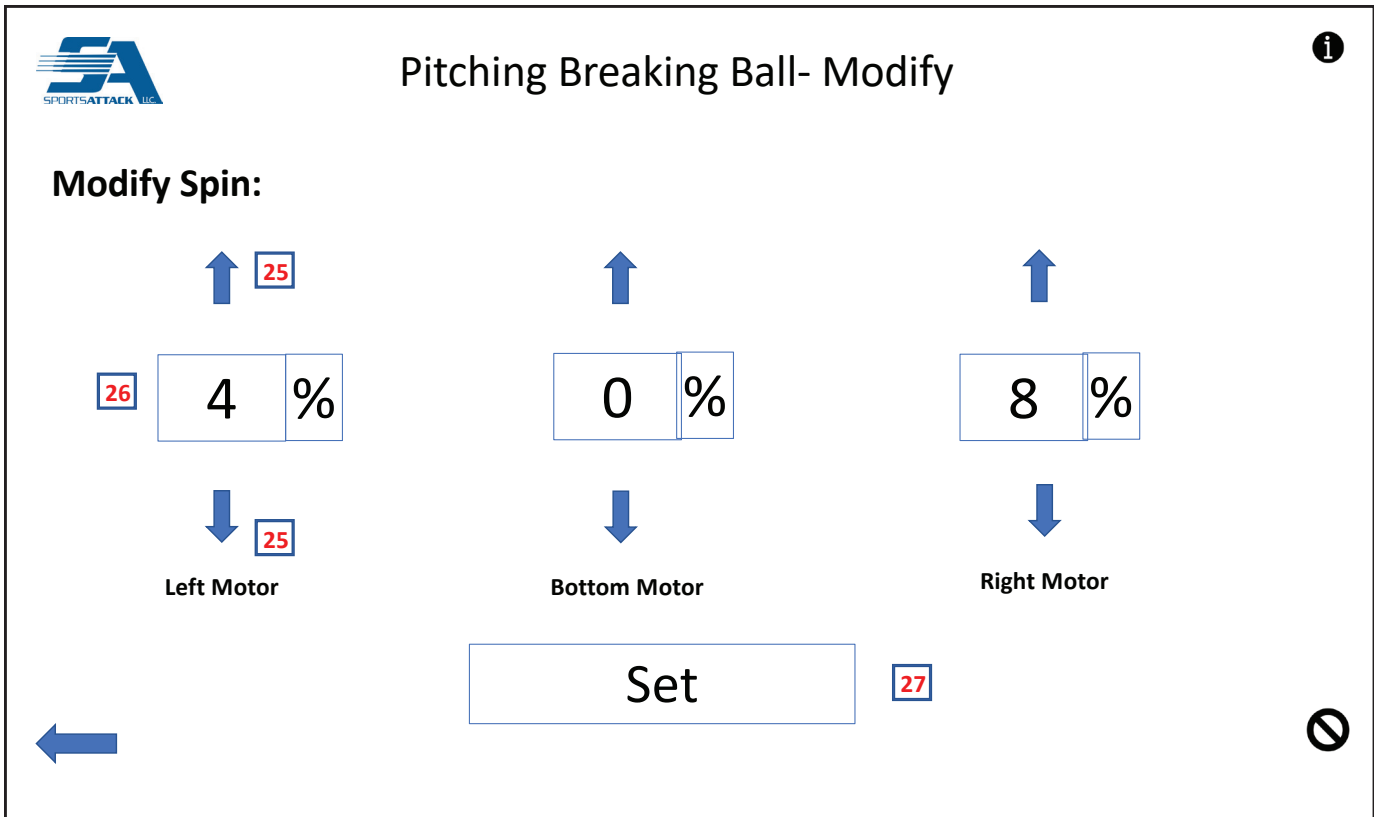 SPORTSATTACK LLC.
Pitching Breaking Ball- Modify
i
Modify Spin:
25
26
4 %
0 %
8 %
25
Left Motor
Bottom Motor
Right Motor
Set
27